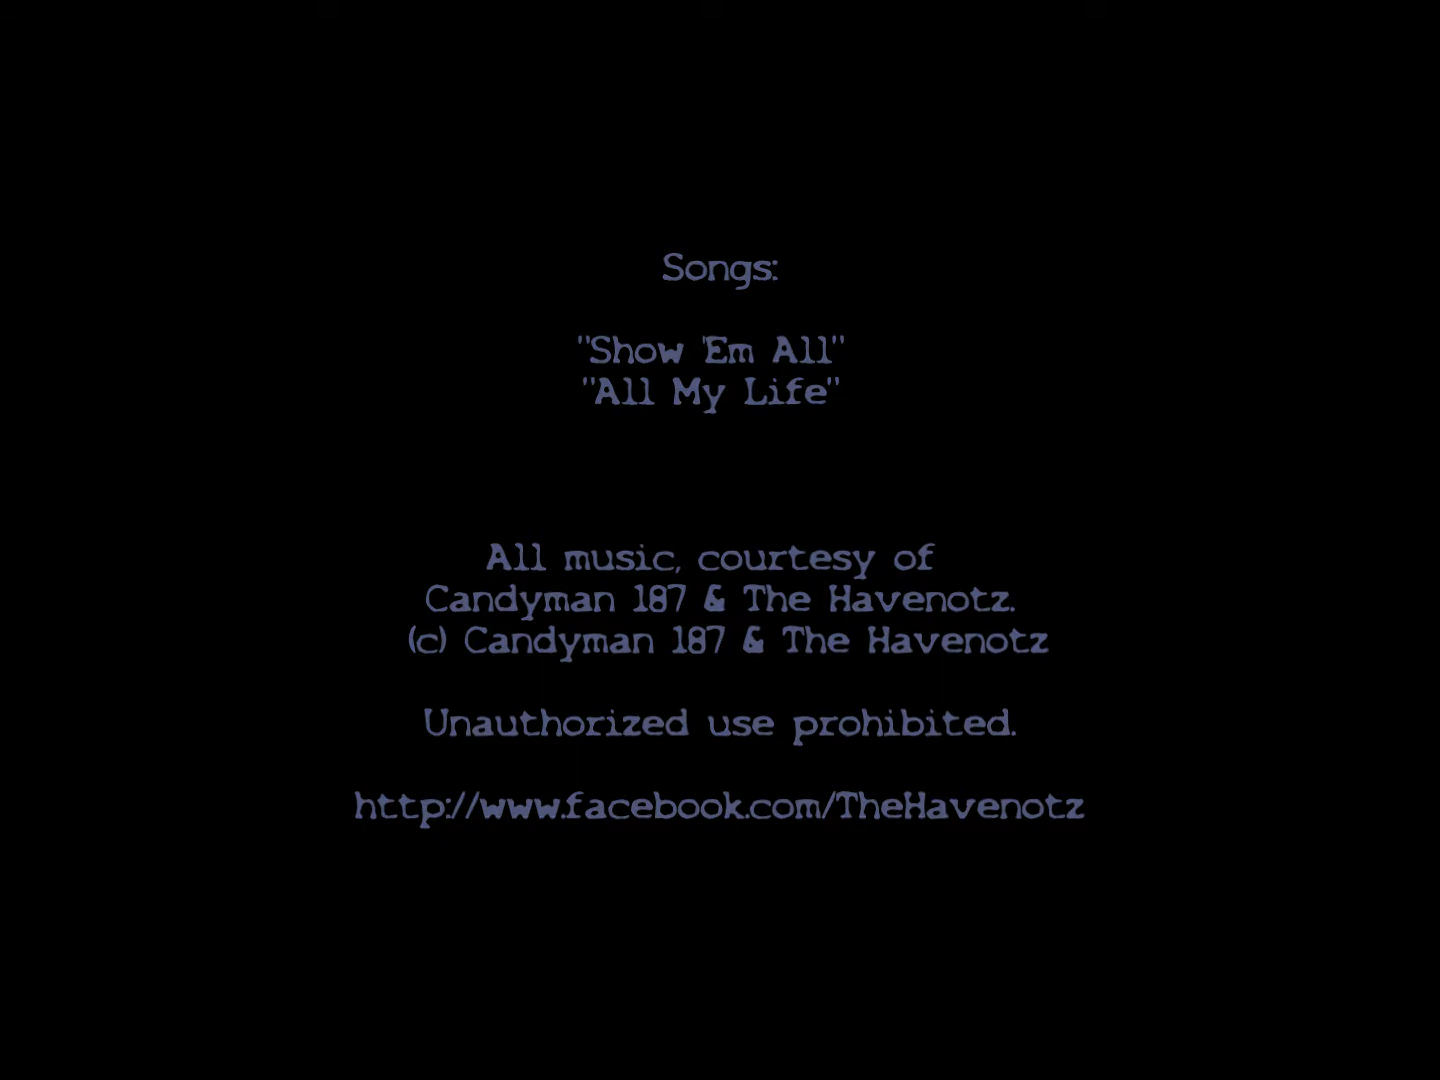 Songs:
"Show 'Em All"
"All My Life"
All music, courtesy of
Candyman 187 & The Havenotz.
(c) Candyman 187 & The Havenotz
Unauthorized use prohibited.
http://www.facebook.com/TheHavenotz